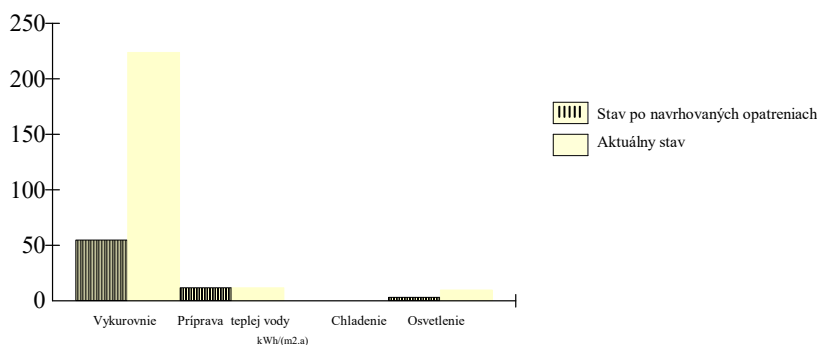 250
200
150
100
50
0
Stav po navrhovaných opatreniach
Aktuálny stav
Vykurovnie Príprava teplej vody Chladenie Osvetlenie
kWh/(m2.a)